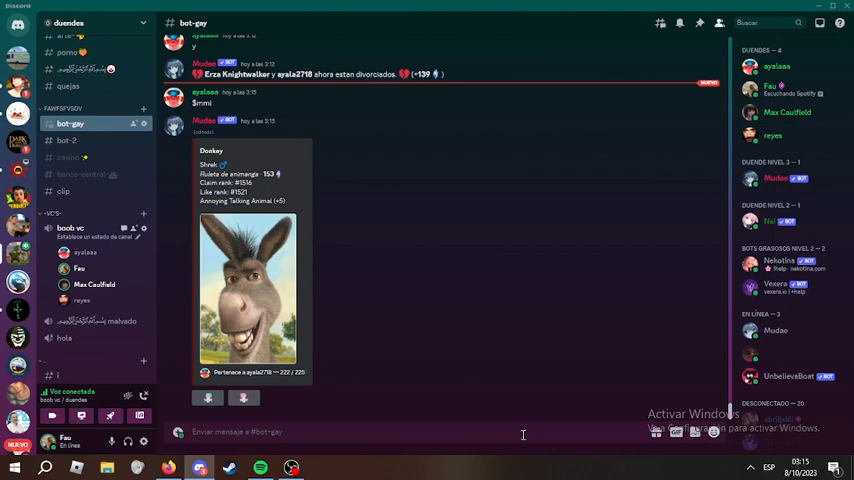 Discord
duendes
arte
porno
﷽
quejas
FAWFSFVSDV
bot-gay
bot-2
casino
banco-central
clip
-VC'S-
boob vc
Establece un estado de canal
ayalaaa
Fau
Max Caulfield
reyes
﷽ malvado
hola
Voz conectada
boob vc / duendes
NUEVO
Fau
En línea
bot-gay
Buscar
ayalaaa hoy a las 3:12
y
Mudae BOT hoy a las 3:12
Erza Knightwalker y ayala2718 ahora estan divorciados. (+139 )
NUEVO
ayalaaa hoy a las 3:15
$mmi
Mudae BOT hoy a las 3:15
(editado)
Donkey
Shrek
Ruleta de animanga · 153
Claim rank: #1516
Like rank: #1521
Annoying Talking Animal (+5)
Pertenece a ayala2718 — 222 / 225
Enviar mensaje a #bot-gay
GIF
DUENDES — 4
ayalaaa
Fau
Escuchando Spotify
Max Caulfield
reyes
DUENDE NIVEL 3 — 1
Mudae BOT
DUENDE NIVEL 2 — 1
Nai BOT
BOTS GRASOSOS NIVEL 2 — 2
Nekotina BOT
!help · nekotina.com
Vexera BOT
vexera.io | +help
EN LÍNEA — 3
Mudae
UnbelievaBoat BOT
DESCONECTADO — 20
Activar Windows
Ve a Configuración para activar Windows.
ESP
03:15
8/10/2023